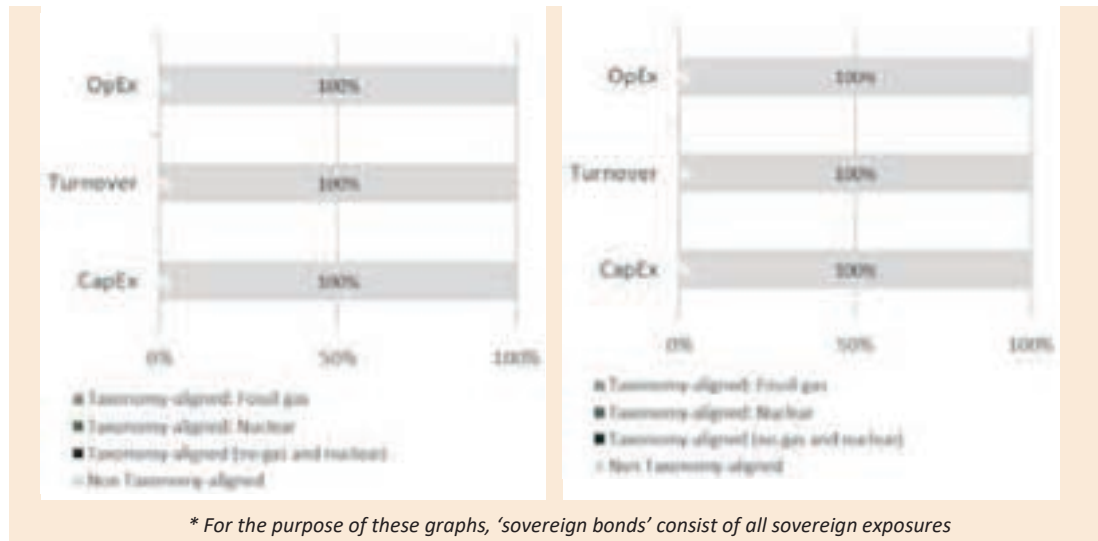 OpEx 100%
Turnover 100%
CapEx 100%
0% 50% 100%
Taxonomy-aligned: Fossil gas
Taxonomy-aligned: Nuclear
Taxonomy-aligned (no gas and nuclear)
Non Taxonomy-aligned
OpEx 100%
Turnover 100%
CapEx 100%
0% 50% 100%
Taxonomy-aligned: Fossil gas
Taxonomy-aligned: Nuclear
Taxonomy-aligned (no gas and nuclear)
Non Taxonomy-aligned
* For the purpose of these graphs, ‘sovereign bonds’ consist of all sovereign exposures